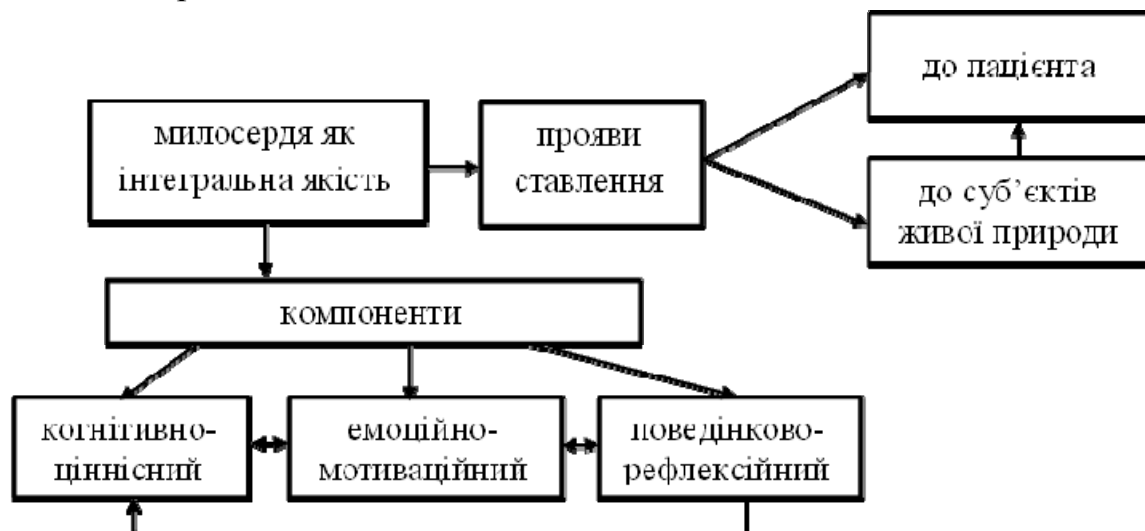 милосердя як
інтегральна якість
прояви
ставлення
до пацієнта
до суб’єктів
живої природи
компоненти
когнітивно-
ціннісний
емоційно-
мотиваційний
поведінково-
рефлексійний